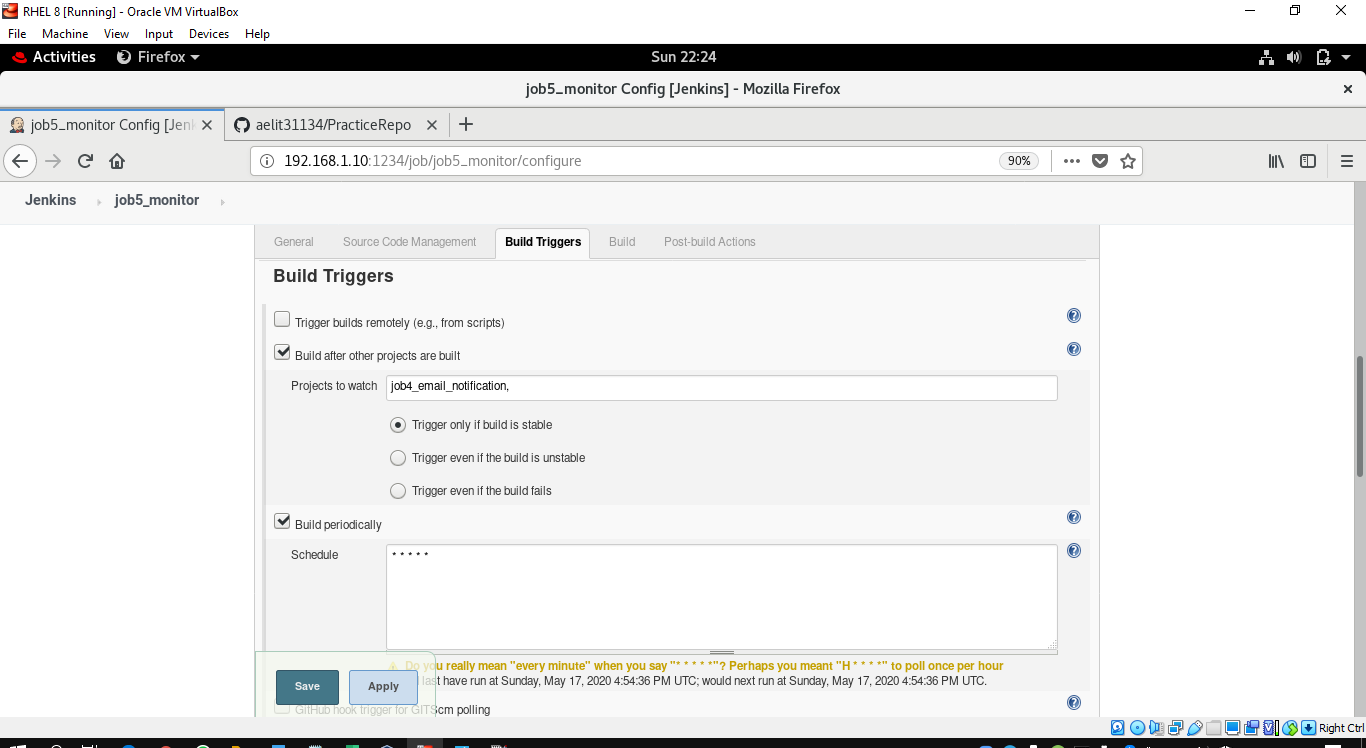 RHEL 8 [Running] - Oracle VM VirtualBox
File Machine View Input Devices Help
Activities Firefox Sun 22:24
job5_monitor Config [Jenkins] - Mozilla Firefox
job5_monitor Config [Jen aelit31134/PracticeRepo
192.168.1.10:1234/job/job5_monitor/configure 90%
Jenkins job5_monitor
General Source Code Management Build Triggers Build Post-build Actions
Build Triggers
Trigger builds remotely (e.g., from scripts)
Build after other projects are built
Projects to watch job4_email_notification,
Trigger only if build is stable
Trigger even if the build is unstable
Trigger even if the build fails
Build periodically
Schedule * * * * *
Do you really mean "every minute" when you say "* * * * *"? Perhaps you meant "H * * * *" to poll once per hour
last have run at Sunday, May 17, 2020 4:54:36 PM UTC; would next run at Sunday, May 17, 2020 4:54:36 PM UTC.
Save Apply
GitHub hook trigger for GITScm polling
Right Ctrl